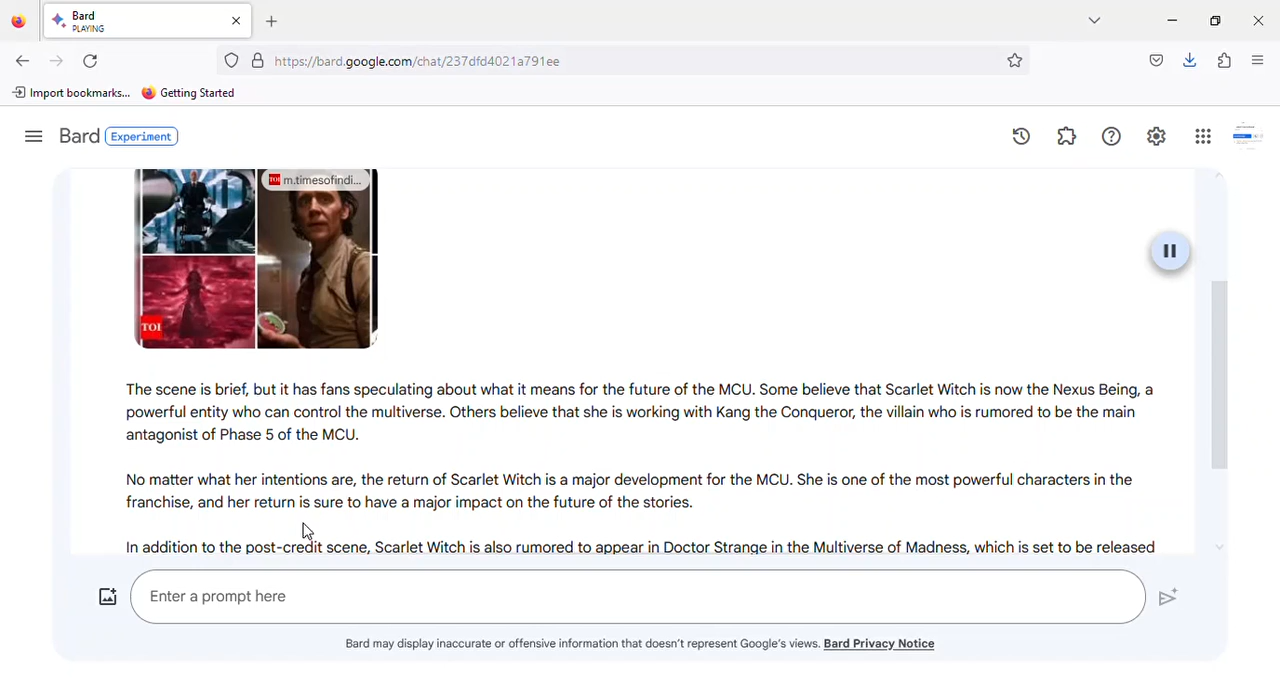 Bard
PLAYING
https://bard.google.com/chat/237dfd4021a791ee
Import bookmarks...
Getting Started
Bard
Experiment
TOI m.timesofindi...
TOI
The scene is brief, but it has fans speculating about what it means for the future of the MCU. Some believe that Scarlet Witch is now the Nexus Being, a
powerful entity who can control the multiverse. Others believe that she is working with Kang the Conqueror, the villain who is rumored to be the main
antagonist of Phase 5 of the MCU.
No matter what her intentions are, the return of Scarlet Witch is a major development for the MCU. She is one of the most powerful characters in the
franchise, and her return is sure to have a major impact on the future of the stories.
In addition to the post-credit scene, Scarlet Witch is also rumored to appear in Doctor Strange in the Multiverse of Madness, which is set to be released
Enter a prompt here
Bard may display inaccurate or offensive information that doesn't represent Google's views. Bard Privacy Notice